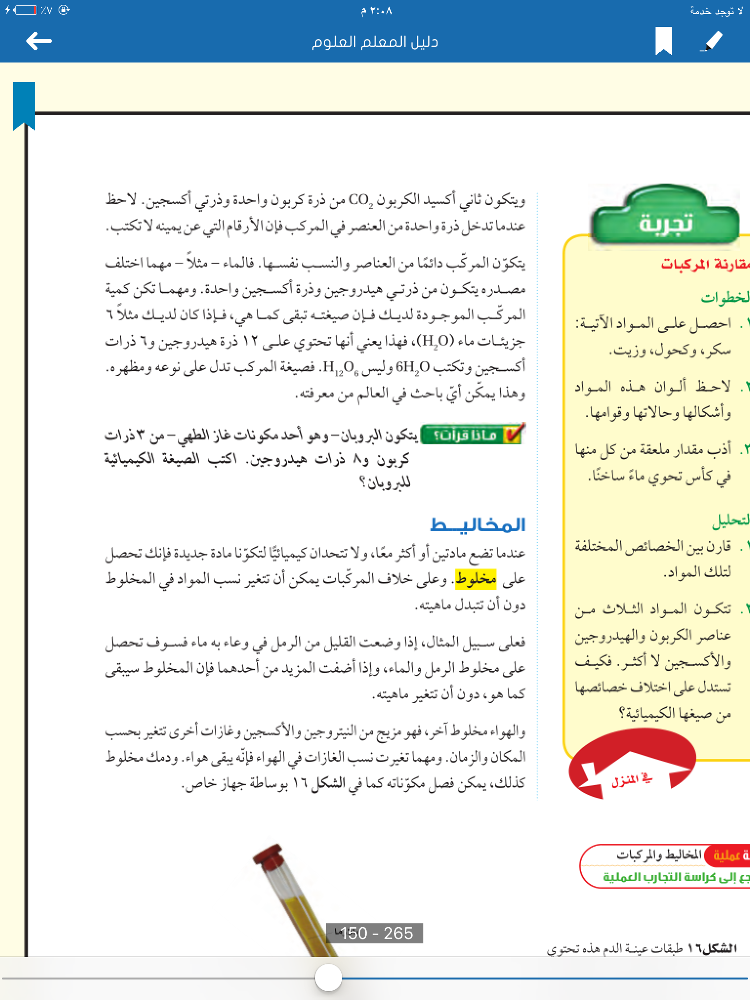 لا توجد خدمة
٢:٠٨ م
٪٧
دليل المعلم العلوم
تجربة
مقارنة المركبات
الخطوات
١. احصل على المواد الآتية:
سكر، وكحول، وزيت.
٢. لاحظ ألوان هذه المواد
وأشكالها وحالاتها وقوامها.
٣. أذب مقدار ملعقة من كل منها
في كأس تحوي ماءً ساخنًا.
التحليل
١. قارن بين الخصائص المختلفة
لتلك المواد.
٢. تتكون المواد الثلاث من
عناصر الكربون والهيدروجين
والأكسجين لا أكثر. فكيف
تستدل على اختلاف خصائصها
من صيغها الكيميائية؟
في المنزل
عملية المخاليط والمركبات
إلى كراسة التجارب العملية
الشكل١٦ طبقات عينة الدم هذه تحتوي
ويتكون ثاني أكسيد الكربون CO₂ من ذرة كربون واحدة وذرتي أكسجين. لاحظ
عندما تدخل ذرة واحدة من العنصر في المركب فإن الأرقام التي عن يمينه لا تكتب.
يتكوّن المركّب دائمًا من العناصر والنسب نفسها. فالماء – مثلاً – مهما اختلف
مصدره يتكون من ذرتي هيدروجين وذرة أكسجين واحدة. ومهما تكن كمية
المركّب الموجودة لديك فإن صيغته تبقى كما هي، فإذا كان لديك مثلاً ٦
جزيئات ماء (H₂O)، فهذا يعني أنها تحتوي على ١٢ ذرة هيدروجين و٦ ذرات
أكسجين وتكتب 6H₂O وليس H₁₂O₆. فصيغة المركب تدل على نوعه ومظهره.
وهذا يمكّن أيّ باحث في العالم من معرفته.
ماذا قرأت؟ يتكون البروبان–وهو أحد مكونات غاز الطهي–من ٣ ذرات
كربون و٨ ذرات هيدروجين. اكتب الصيغة الكيميائية
للبروبان؟
المخاليط
عندما تضع مادتين أو أكثر معًا، ولا تتحدان كيميائيًّا لتكوّنا مادة جديدة فإنك تحصل
على مخلوط. وعلى خلاف المركّبات يمكن أن تتغير نسب المواد في المخلوط
دون أن تتبدل ماهيته.
فعلى سبيل المثال، إذا وضعت القليل من الرمل في وعاء به ماء فسوف تحصل
على مخلوط الرمل والماء، وإذا أضفت المزيد من أحدهما فإن المخلوط سيبقى
كما هو، دون أن تتغير ماهيته.
والهواء مخلوط آخر، فهو مزيج من النيتروجين والأكسجين وغازات أخرى تتغير بحسب
المكان والزمان. ومهما تغيرت نسب الغازات في الهواء فإنّه يبقى هواء. ودمك مخلوط
كذلك، يمكن فصل مكوّناته كما في الشكل ١٦ بوساطة جهاز خاص.
150 - 265